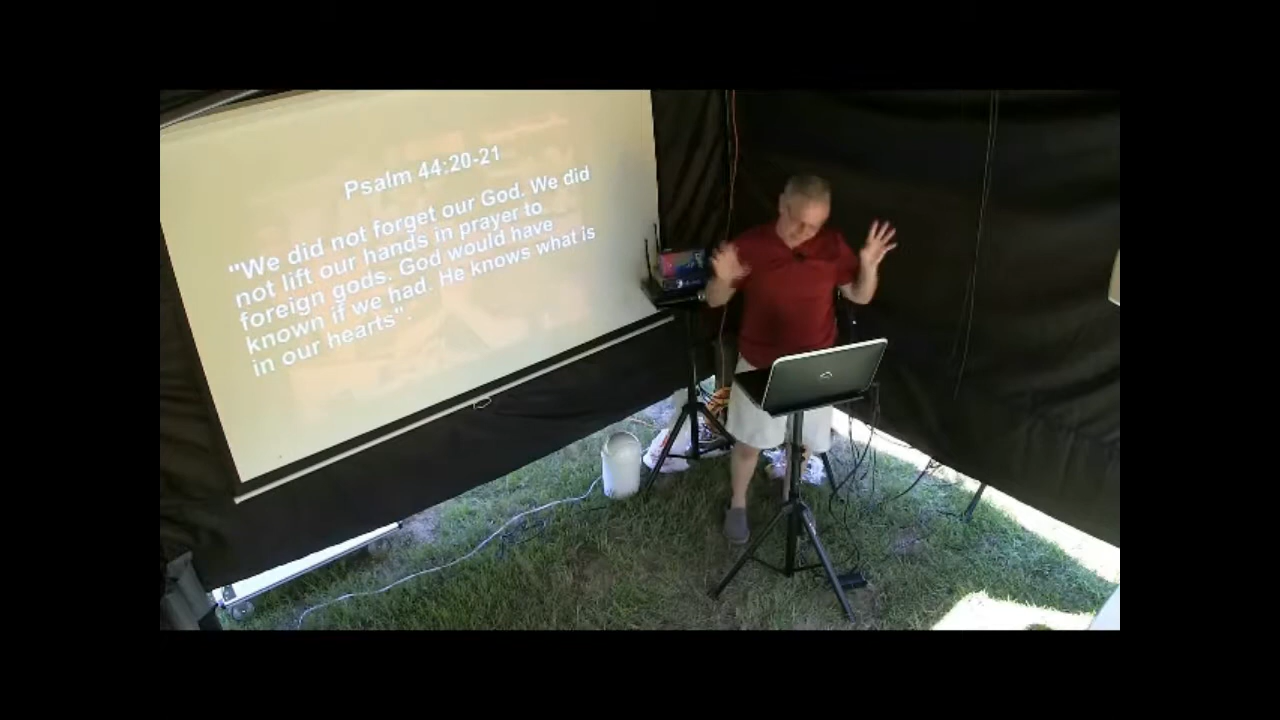 Psalm 44:20-21
"We did not forget our God. We did
not lift our hands in prayer to
foreign gods. God would have
known if we had. He knows what is
in our hearts".